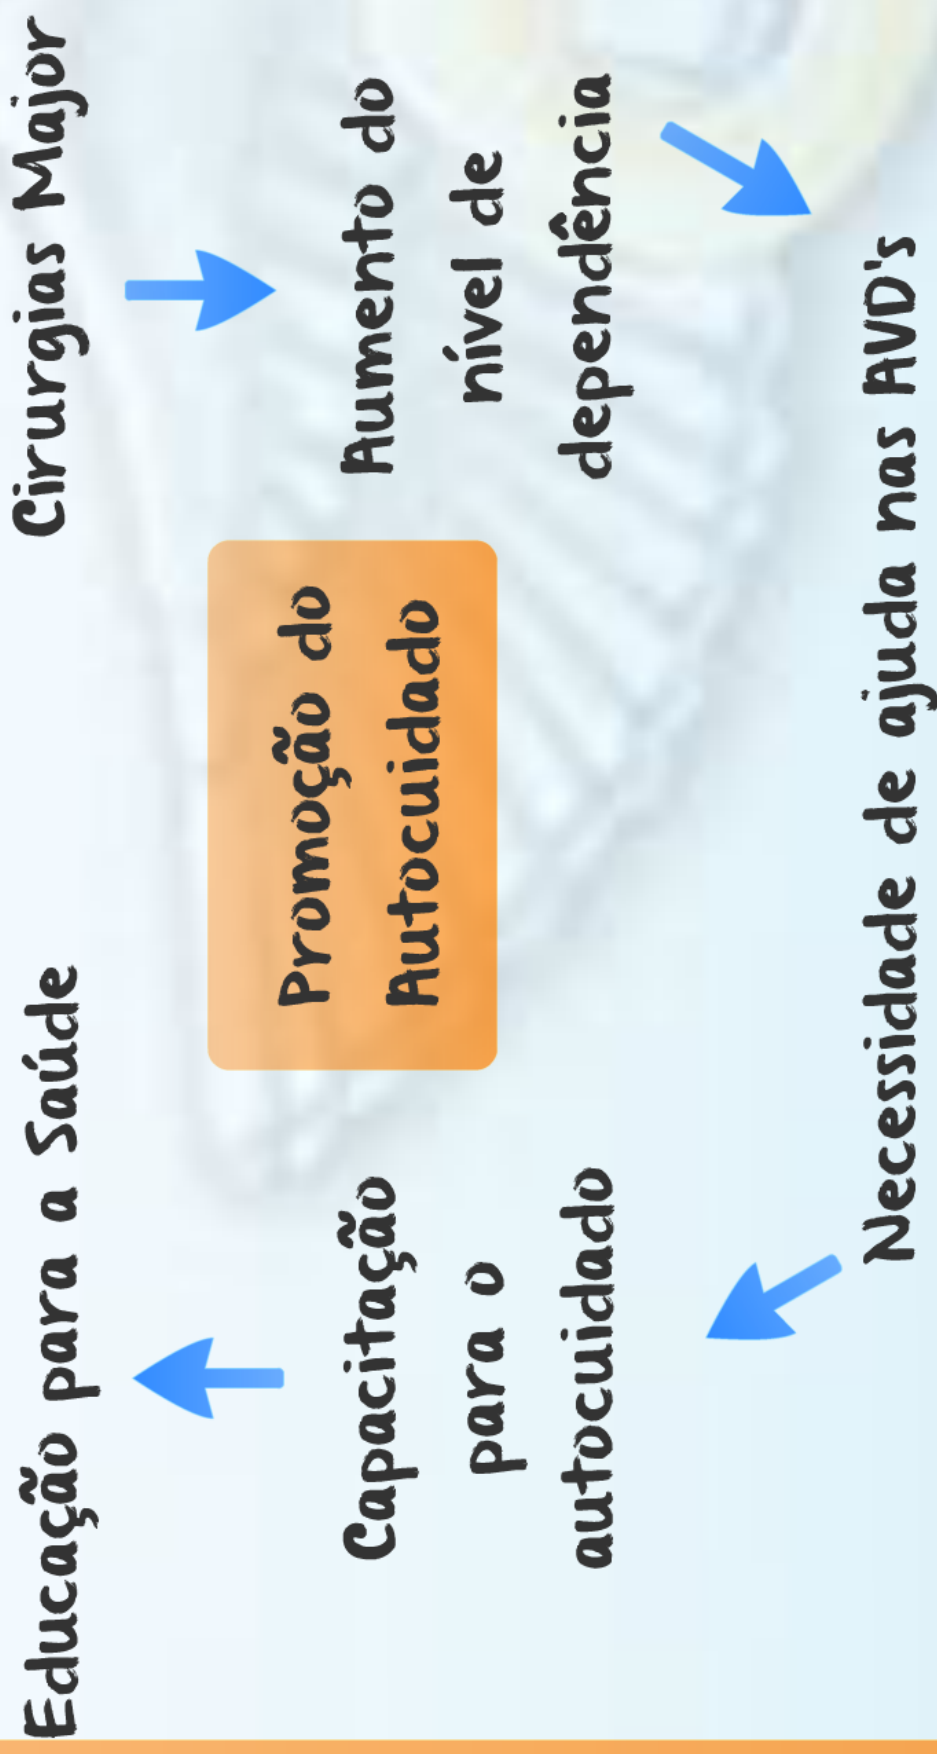 Educação para a Saúde
Cirurgias Major
Promoção do
Autocuidado
Capacitação
para o
autocuidado
Aumento do
nível de
dependência
Necessidade de ajuda nas AVD's